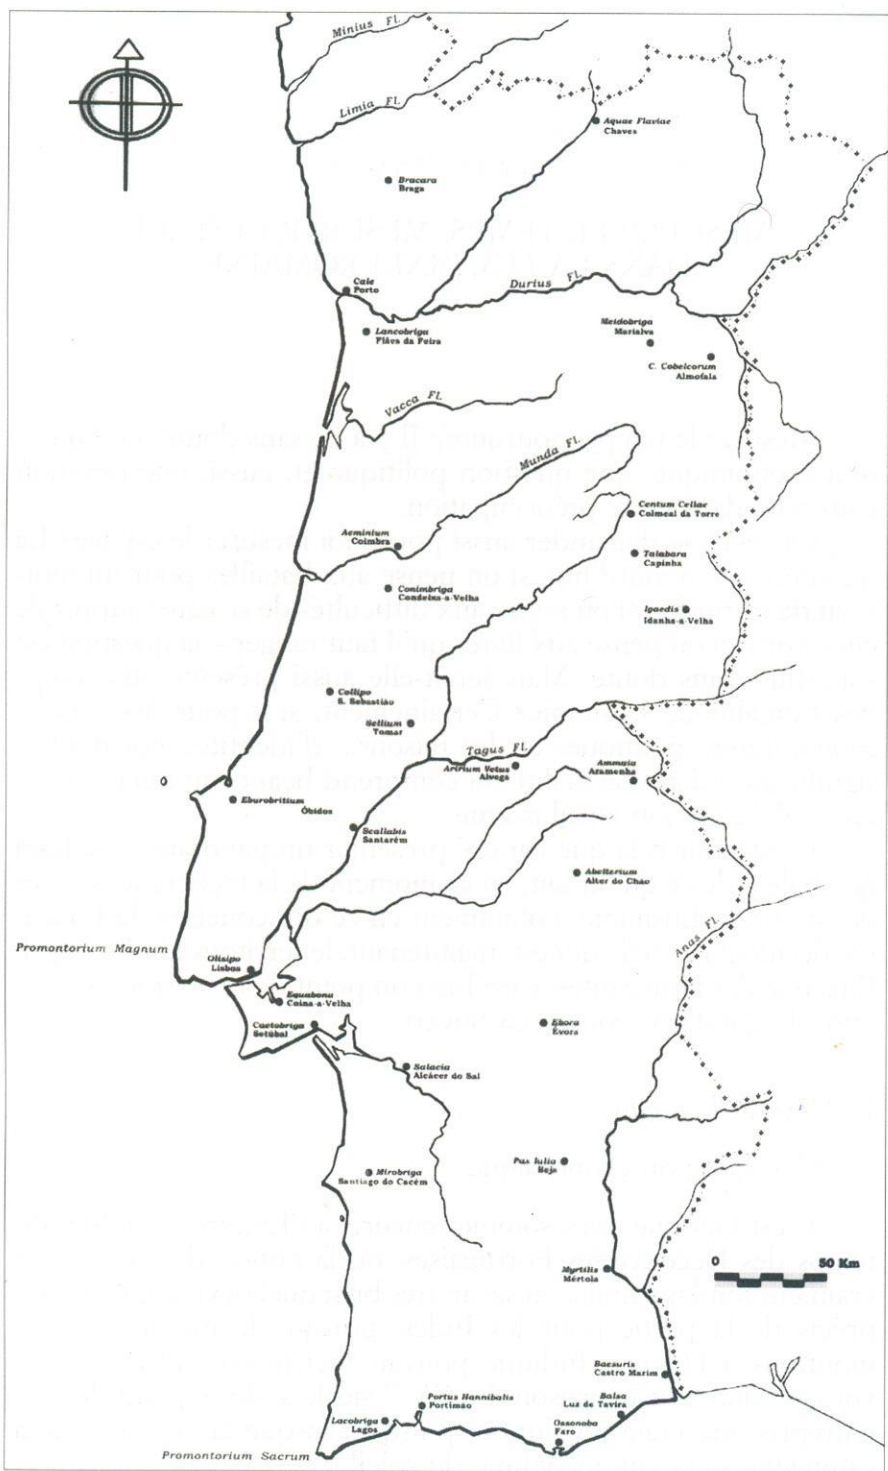 Minius Fl.
Limia Fl.
Aquae Flaviae
Chaves
Bracara
Braga
Cale
Porto
Durius Fl.
Lancobriga
Fiães da Feira
Meidobriga
Marialva
C. Cobelcorum
Almofala
Vacca Fl.
Munda Fl.
Centum Cellae
Colmeal da Torre
Aeminium
Coimbra
Talabara
Capinha
Conimbriga
Condeixa-a-Velha
Igaedis
Idanha-a-Velha
Collipo
S. Sebastião
Sellium
Tomar
Tagus Fl.
Aritium Vetus
Alvega
Ammaia
Aramenha
Eburobrittium
Óbidos
Scallabis
Santarém
Abelterium
Alter do Chão
Anas Fl.
Promontorium Magnum
Olisipo
Lisboa
Equabona
Coina-a-Velha
Caetobriga
Setúbal
Ebora
Évora
Salacia
Alcácer do Sal
Pax Iulia
Beja
Mirobriga
Santiago do Cacém
Myrtilis
Mértola
0 50 Km
Baesuris
Castro Marim
Portus Hannibalis
Portimão
Balsa
Luz de Tavira
Lacobriga
Lagos
Ossonoba
Faro
Promontorium Sacrum